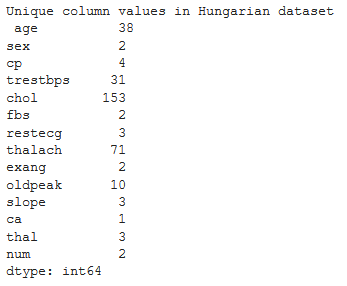 Unique column values in Hungarian dataset
age 38
sex 2
cp 4
trestbps 31
chol 153
fbs 2
restecg 3
thalach 71
exang 2
oldpeak 10
slope 3
ca 1
thal 3
num 2
dtype: int64